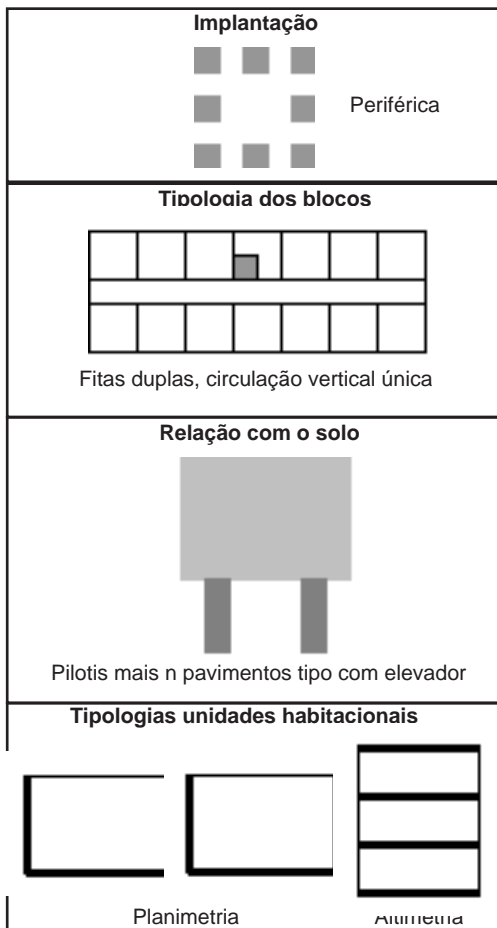 Implantação
Periférica
Tipologia dos blocos
Fitas duplas, circulação vertical única
Relação com o solo
Pilotis mais n pavimentos tipo com elevador
Tipologias unidades habitacionais
Planimetria
Altimetria